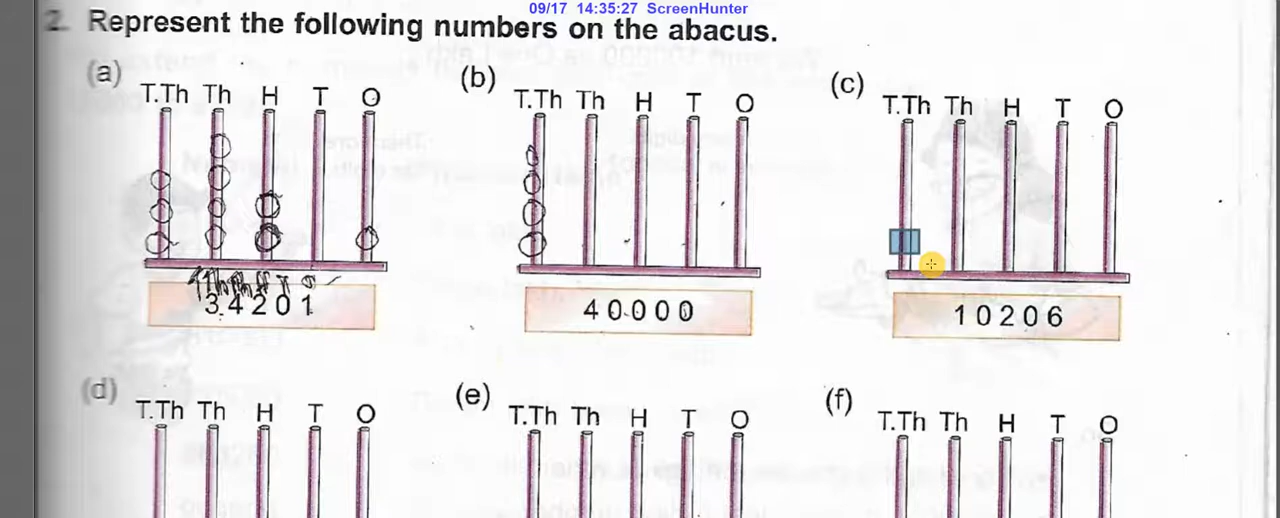 09/17 14:35:27 ScreenHunter
2. Represent the following numbers on the abacus.
(a) T.Th Th H T O
(b) T.Th Th H T O
(c) T.Th Th H T O
34201
40000
10206
(d) T.Th Th H T O
(e) T.Th Th H T O
(f) T.Th Th H T O